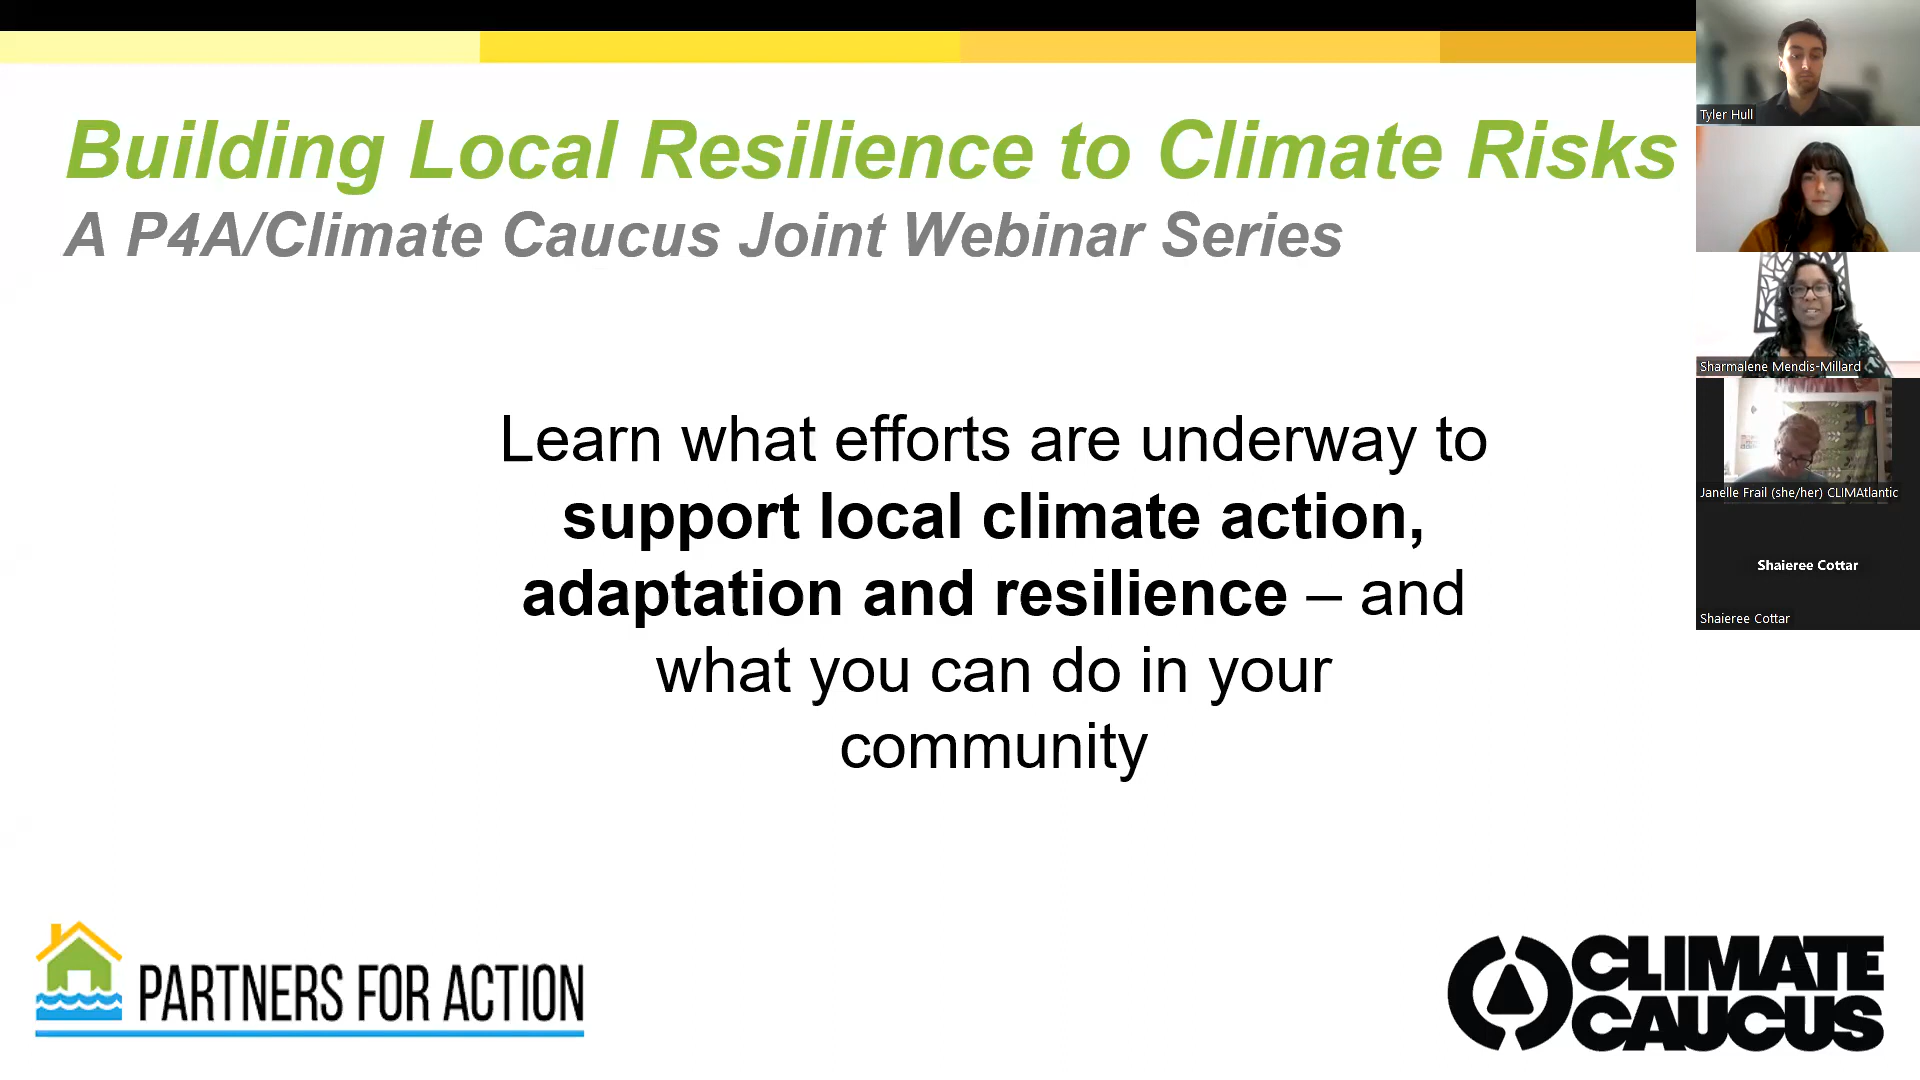 Building Local Resilience to Climate Risks
A P4A/Climate Caucus Joint Webinar Series
Learn what efforts are underway to
support local climate action,
adaptation and resilience – and
what you can do in your
community
PARTNERS FOR ACTION
CLIMATE
CAUCUS
Tyler Hull
Sharmalene Mendis-Millard
Janelle Frail (she/her) CLIMAtlantic
Shaieree Cottar
Shaieree Cottar